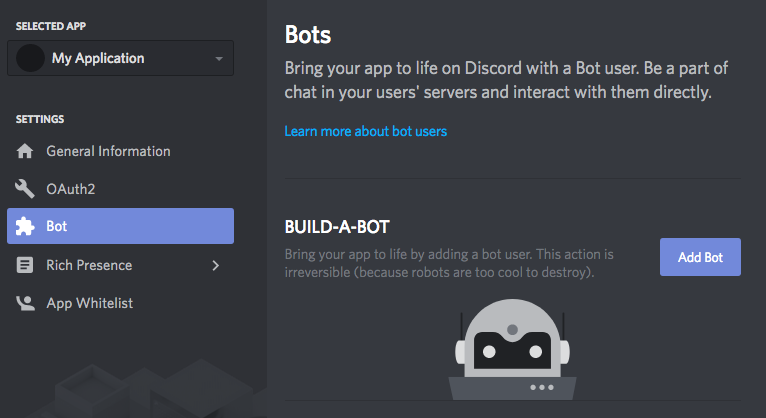 SELECTED APP
My Application
SETTINGS
General Information
OAuth2
Bot
Rich Presence
App Whitelist
Bots
Bring your app to life on Discord with a Bot user. Be a part of
chat in your users' servers and interact with them directly.
Learn more about bot users
BUILD-A-BOT
Bring your app to life by adding a bot user. This action is
irreversible (because robots are too cool to destroy).
Add Bot